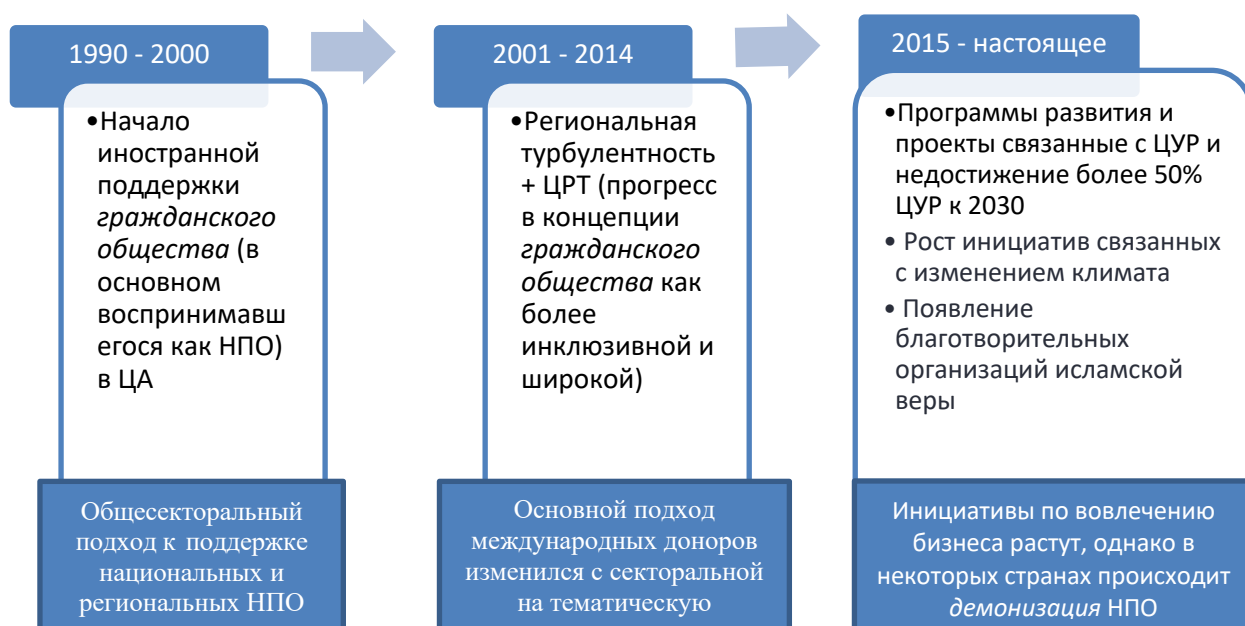 1990 - 2000
•Начало
иностранной
поддержки
гражданского
общества (в
основном
воспринимавш
егося как НПО)
в ЦА
Общесекторальный
подход к поддержке
национальных и
региональных НПО
2001 - 2014
•Региональная
турбулентность
+ ЦРТ (прогресс
в концепции
гражданского
общества как
более
инклюзивной и
широкой)
Основной подход
международных доноров
изменился с секторальной
на тематическую
2015 - настоящее
•Программы развития и
проекты связанные с ЦУР и
недостижение более 50%
ЦУР к 2030
• Рост инициатив связанных
с изменением климата
• Появление
благотворительных
организаций исламской
веры
Инициативы по вовлечению
бизнеса растут, однако в
некоторых странах происходит
демонизация НПО